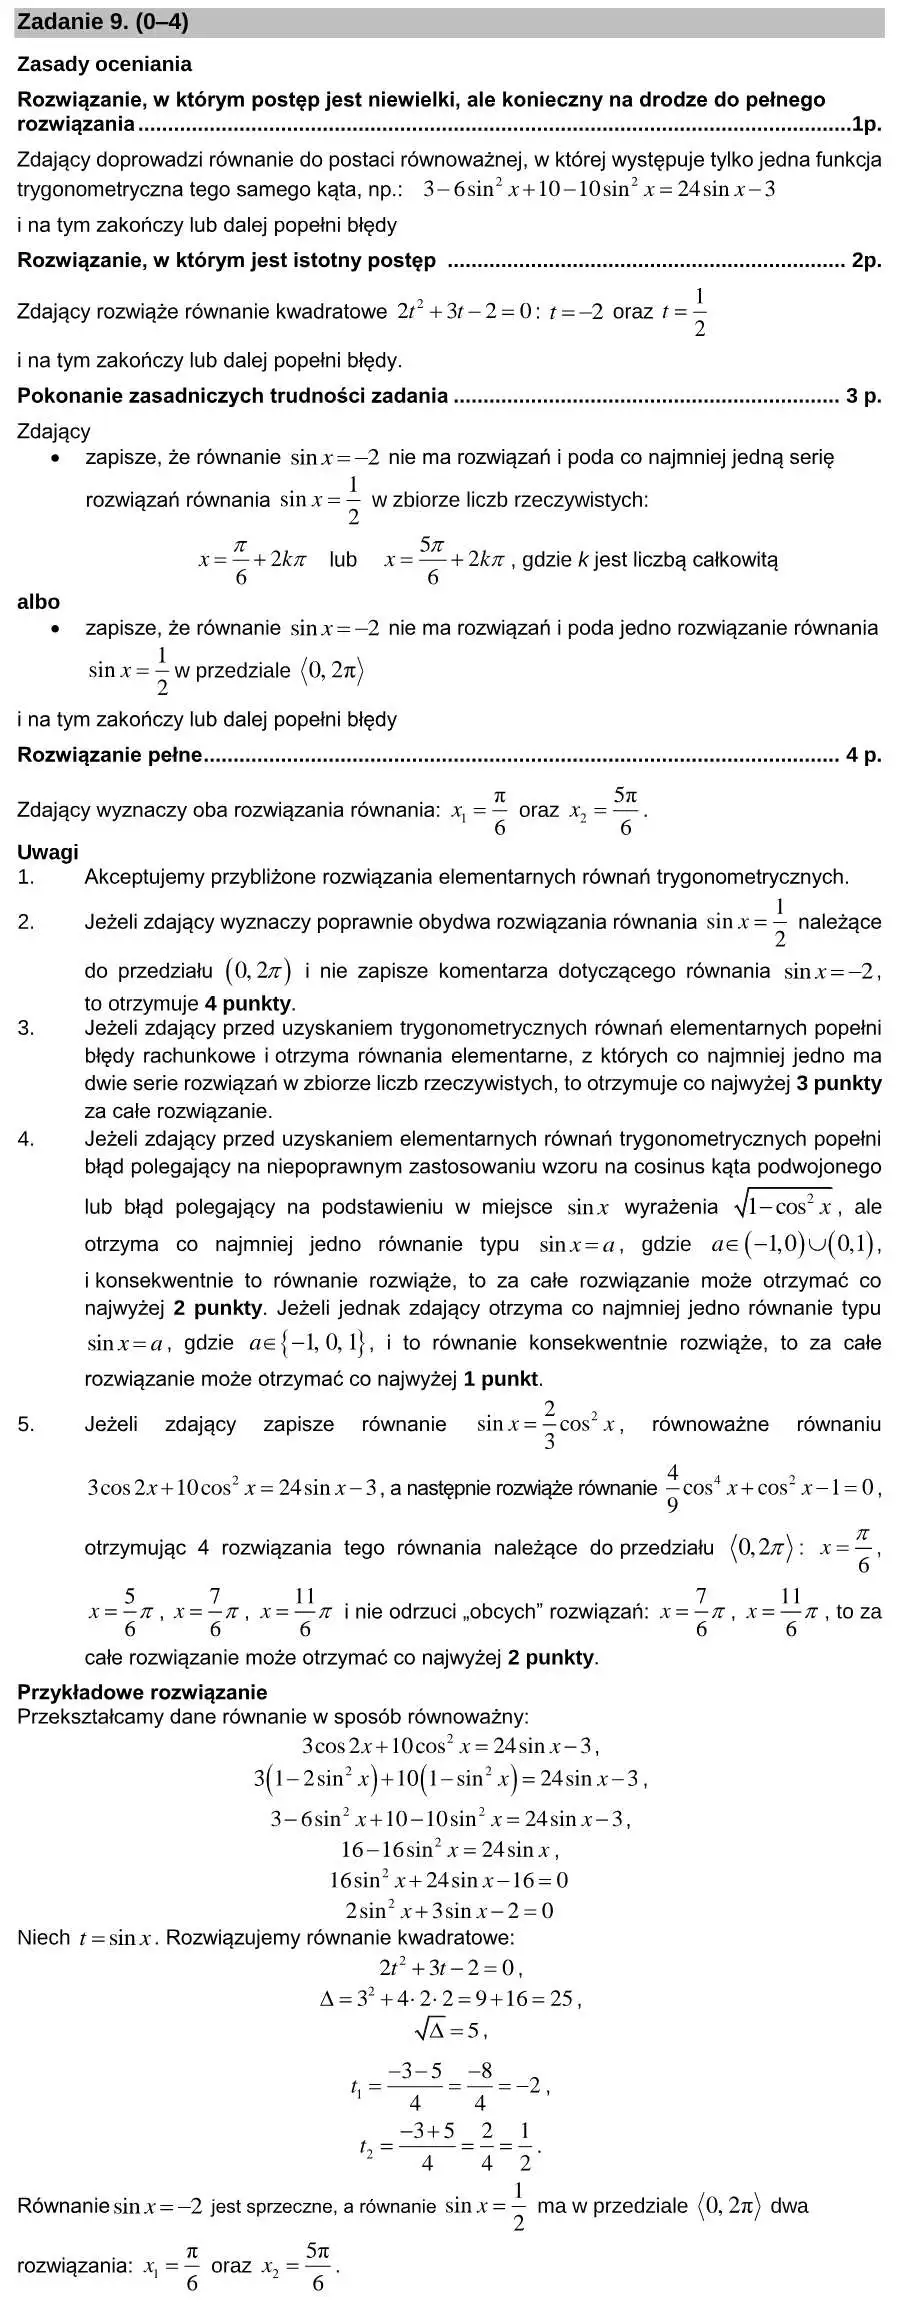 Zadanie 9. (0–4)
Zasady oceniania
Rozwiązanie, w którym postęp jest niewielki, ale konieczny na drodze do pełnego
rozwiązania........................................................................................................................1p.
Zdający doprowadzi równanie do postaci równoważnej, w której występuje tylko jedna funkcja
trygonometryczna tego samego kąta, np.: 3−6sin² x+10−10sin² x=24sin x−3
i na tym zakończy lub dalej popełni błędy
Rozwiązanie, w którym jest istotny postęp ................................................................... 2p.
Zdający rozwiąże równanie kwadratowe 2t²+3t−2=0: t=−2 oraz t=1/2
i na tym zakończy lub dalej popełni błędy.
Pokonanie zasadniczych trudności zadania ................................................................. 3 p.
Zdający
• zapisze, że równanie sin x=−2 nie ma rozwiązań i poda co najmniej jedną serię
rozwiązań równania sin x=1/2 w zbiorze liczb rzeczywistych:
x=π/6+2kπ lub x=5π/6+2kπ, gdzie k jest liczbą całkowitą
albo
• zapisze, że równanie sin x=−2 nie ma rozwiązań i poda jedno rozwiązanie równania
sin x=1/2 w przedziale ⟨0, 2π⟩
i na tym zakończy lub dalej popełni błędy
Rozwiązanie pełne........................................................................................................... 4 p.
Zdający wyznaczy oba rozwiązania równania: x₁=π/6 oraz x₂=5π/6.
Uwagi
1. Akceptujemy przybliżone rozwiązania elementarnych równań trygonometrycznych.
2. Jeżeli zdający wyznaczy poprawnie obydwa rozwiązania równania sin x=1/2 należące
do przedziału (0, 2π) i nie zapisze komentarza dotyczącego równania sin x=−2,
to otrzymuje 4 punkty.
3. Jeżeli zdający przed uzyskaniem trygonometrycznych równań elementarnych popełni
błędy rachunkowe i otrzyma równania elementarne, z których co najmniej jedno ma
dwie serie rozwiązań w zbiorze liczb rzeczywistych, to otrzymuje co najwyżej 3 punkty
za całe rozwiązanie.
4. Jeżeli zdający przed uzyskaniem elementarnych równań trygonometrycznych popełni
błąd polegający na niepoprawnym zastosowaniu wzoru na cosinus kąta podwojonego
lub błąd polegający na podstawieniu w miejsce sin x wyrażenia √(1−cos² x), ale
otrzyma co najmniej jedno równanie typu sin x=a, gdzie a∈(−1,0)∪(0,1),
i konsekwentnie to równanie rozwiąże, to za całe rozwiązanie może otrzymać co
najwyżej 2 punkty. Jeżeli jednak zdający otrzyma co najmniej jedno równanie typu
sin x=a, gdzie a∈{−1, 0, 1}, i to równanie konsekwentnie rozwiąże, to za całe
rozwiązanie może otrzymać co najwyżej 1 punkt.
5. Jeżeli zdający zapisze równanie sin x=2/3 cos² x, równoważne równaniu
3cos 2x+10cos² x=24sin x−3, a następnie rozwiąże równanie 4/9 cos⁴ x+cos² x−1=0,
otrzymując 4 rozwiązania tego równania należące do przedziału ⟨0,2π⟩: x=π/6,
x=5/6 π, x=7/6 π, x=11/6 π i nie odrzuci „obcych” rozwiązań: x=7/6 π, x=11/6 π, to za
całe rozwiązanie może otrzymać co najwyżej 2 punkty.
Przykładowe rozwiązanie
Przekształcamy dane równanie w sposób równoważny:
3cos 2x+10cos² x=24sin x−3,
3(1−2sin² x)+10(1−sin² x)=24sin x−3,
3−6sin² x+10−10sin² x=24sin x−3,
16−16sin² x=24sin x,
16sin² x+24sin x−16=0
2sin² x+3sin x−2=0
Niech t=sin x. Rozwiązujemy równanie kwadratowe:
2t²+3t−2=0,
Δ=3²+4·2·2=9+16=25,
√Δ=5,
t₁=(−3−5)/4=−8/4=−2,
t₂=(−3+5)/4=2/4=1/2.
Równanie sin x=−2 jest sprzeczne, a równanie sin x=1/2 ma w przedziale ⟨0, 2π⟩ dwa
rozwiązania: x₁=π/6 oraz x₂=5π/6.